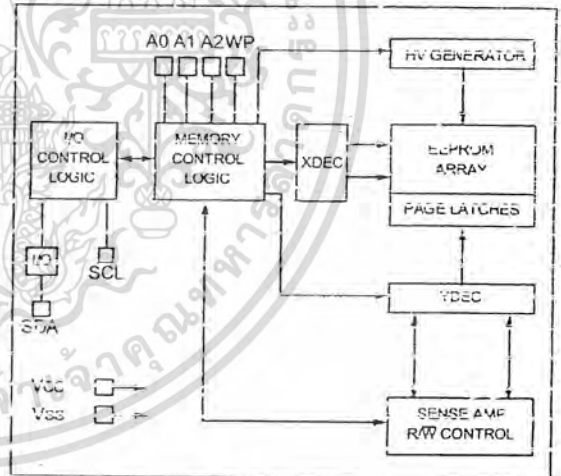 A0 A1 A2 WP
HV GENERATOR
I/O
CONTROL
LOGIC
MEMORY
CONTROL
LOGIC
XDEC
EEPROM
ARRAY
PAGE LATCHES
I/O
SCL
SDA
YDEC
Vcc
Vss
SENSE AMP
R/W̅ CONTROL